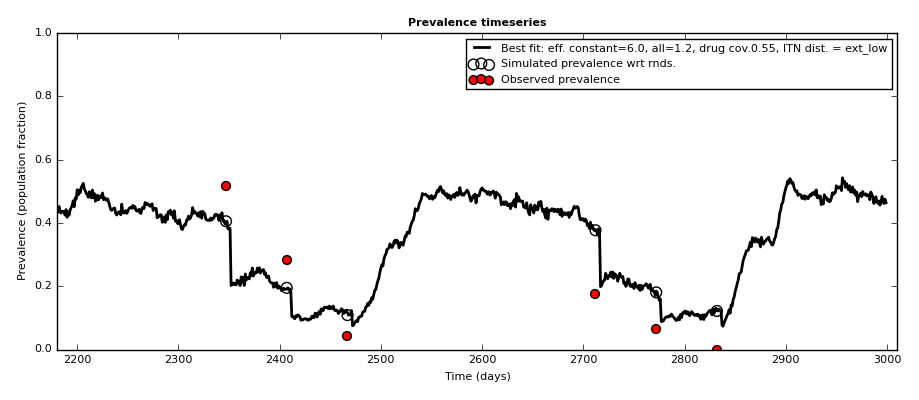 Prevalence timeseries
Best fit: eff. constant=6.0, all=1.2, drug cov.0.55, ITN dist. = ext_low
Simulated prevalence wrt rnds.
Observed prevalence
Prevalence (population fraction)
1.0
0.8
0.6
0.4
0.2
0.0
2200 2300 2400 2500 2600 2700 2800 2900 3000
Time (days)